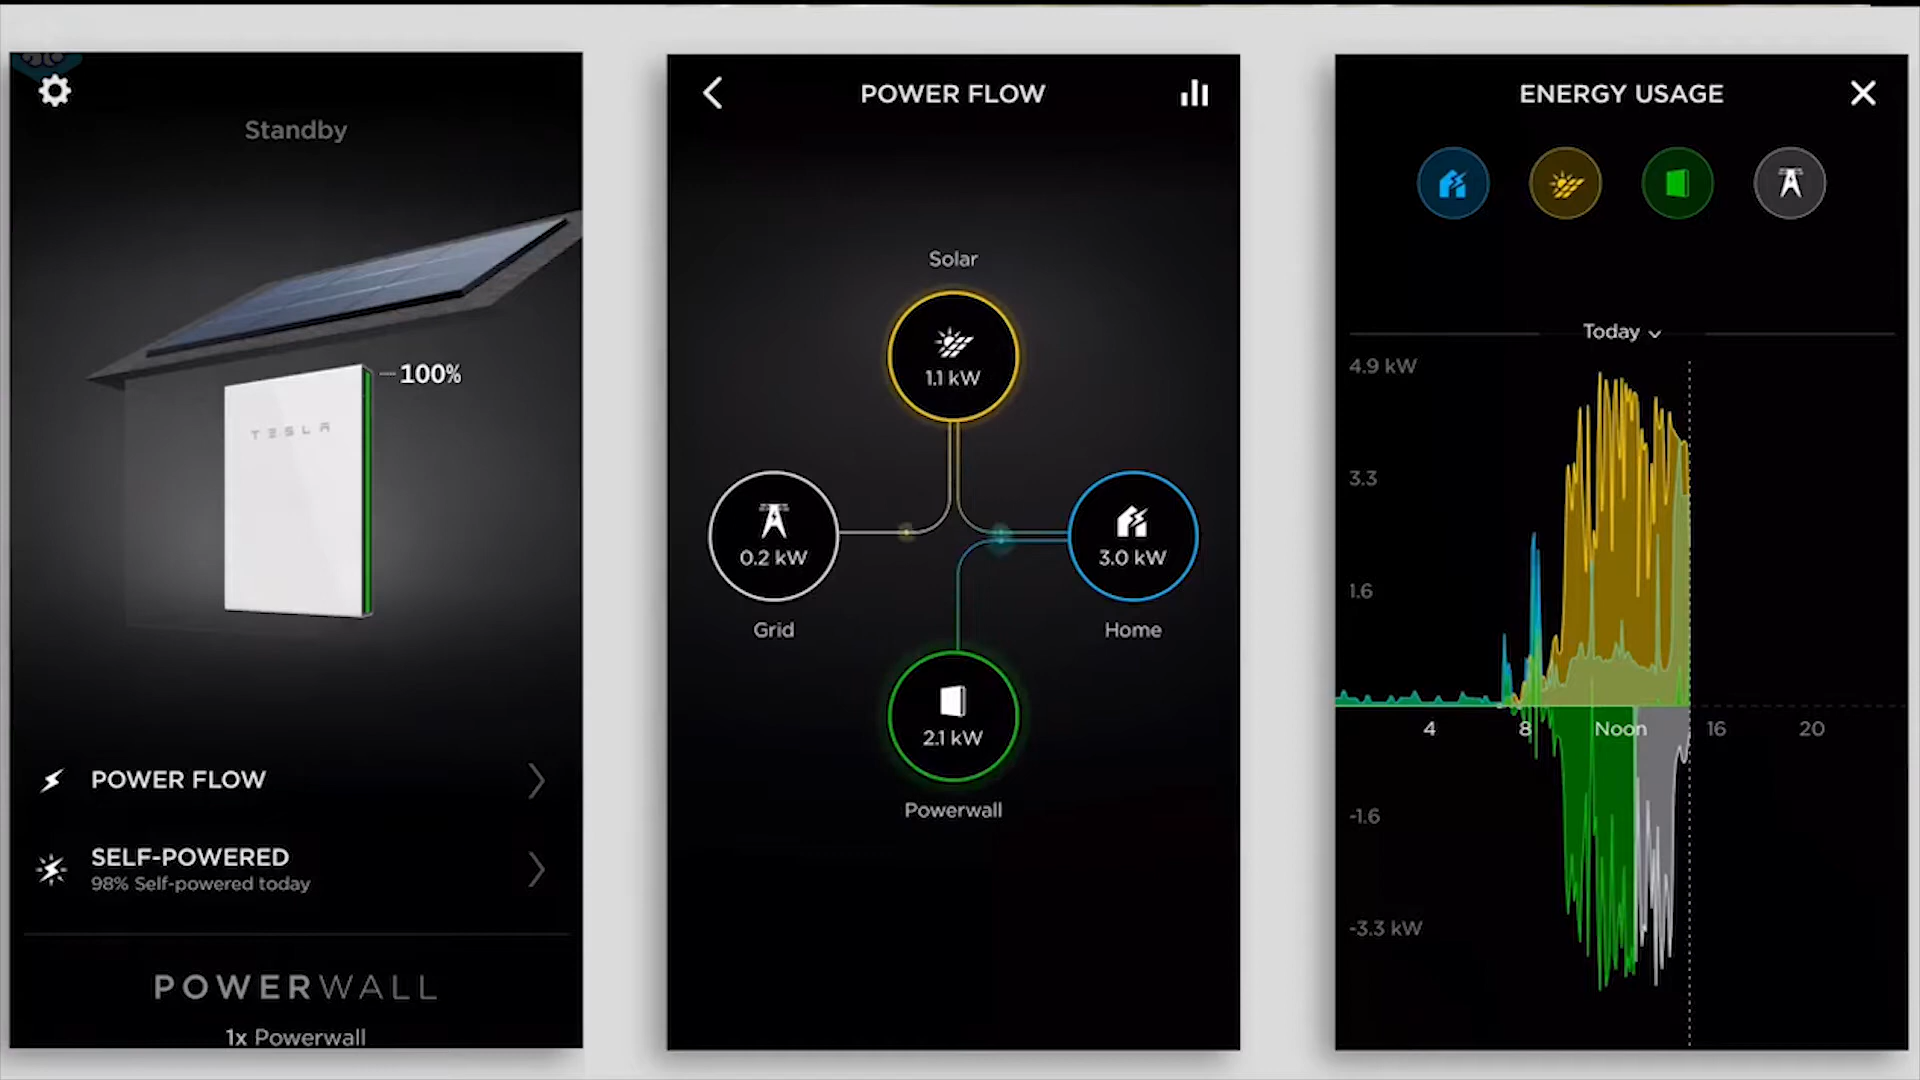 Standby
100%
TESLA
POWER FLOW
SELF-POWERED
98% Self-powered today
POWERWALL
1x Powerwall
POWER FLOW
Solar
1.1 kW
0.2 kW
3.0 kW
Grid
Home
2.1 kW
Powerwall
ENERGY USAGE
Today
4.9 kW
3.3
1.6
4 8 Noon 16 20
-1.6
-3.3 kW